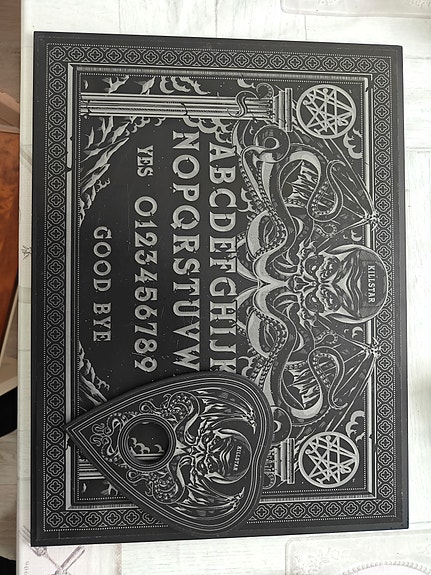 KILLSTAR
ABCDEFGHIJK
NOPQRSTUVW
YES 0123456789
GOOD BYE
KILLSTAR